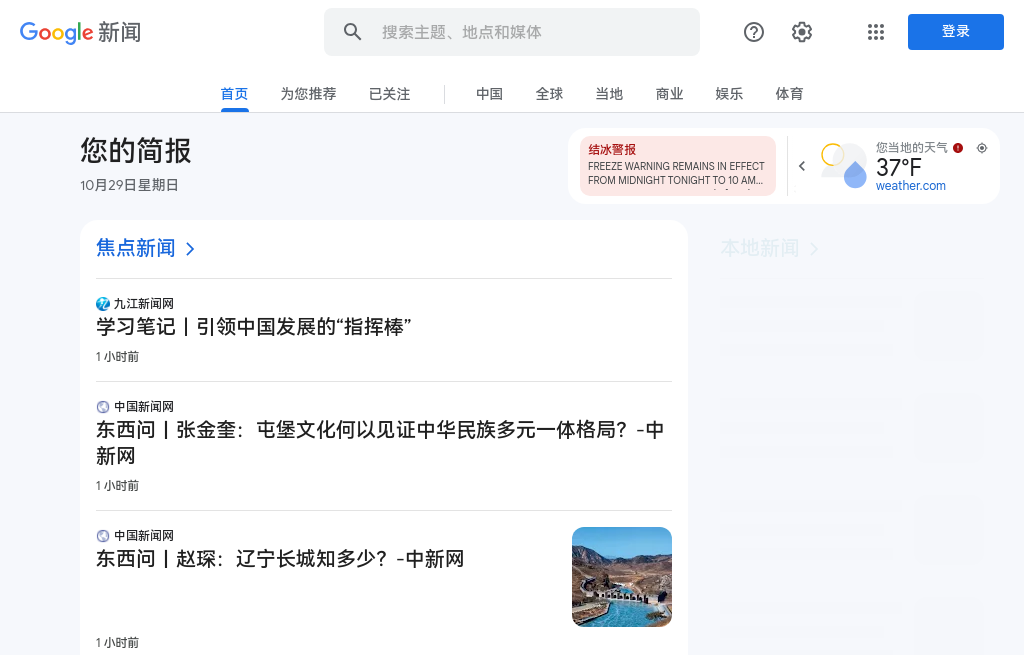 Google 新闻
搜索主题、地点和媒体
登录
首页
为您推荐
已关注
中国
全球
当地
商业
娱乐
体育
您的简报
10月29日星期日
结冰警报
FREEZE WARNING REMAINS IN EFFECT
FROM MIDNIGHT TONIGHT TO 10 AM...
您当地的天气
37°F
weather.com
焦点新闻
本地新闻
九江新闻网
学习笔记丨引领中国发展的“指挥棒”
1 小时前
中国新闻网
东西问丨张金奎：屯堡文化何以见证中华民族多元一体格局？-中
新网
1 小时前
中国新闻网
东西问丨赵琛：辽宁长城知多少？-中新网
1 小时前